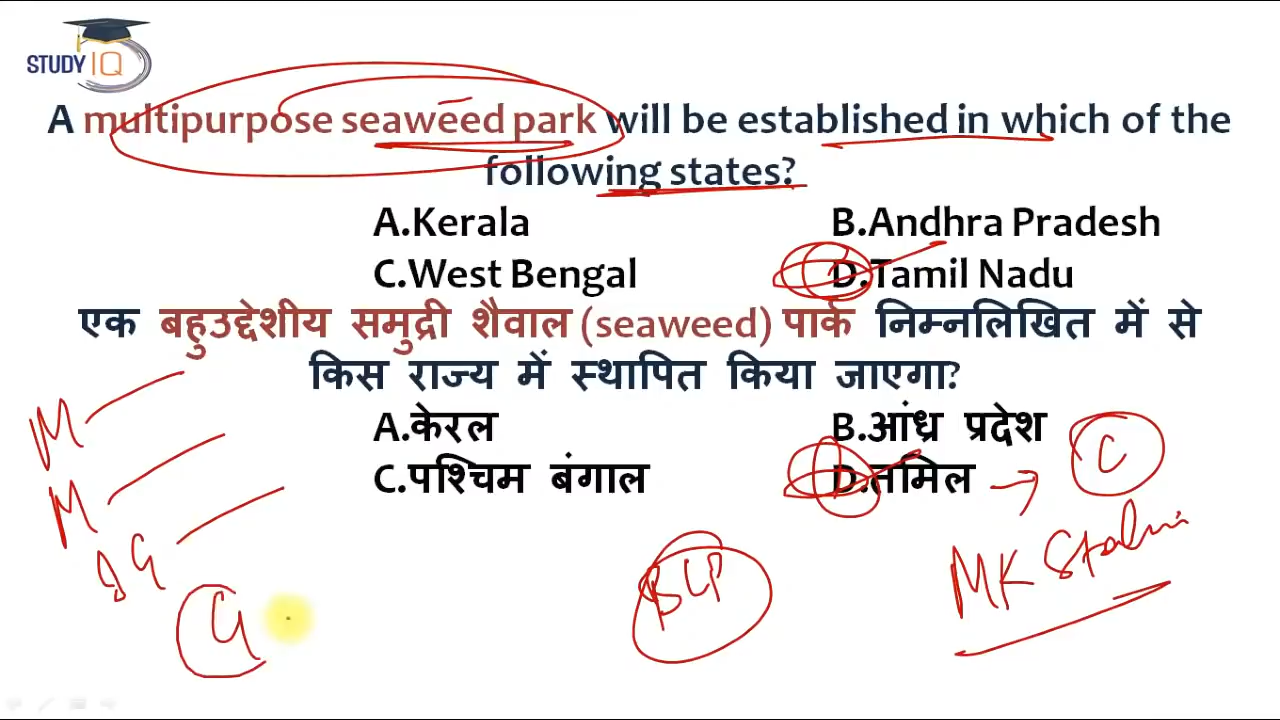 STUDY IQ
A multipurpose seaweed park will be established in which of the
following states?
A.Kerala B.Andhra Pradesh
C.West Bengal D.Tamil Nadu
एक बहुउद्देशीय समुद्री शैवाल (seaweed) पार्क निम्नलिखित में से
किस राज्य में स्थापित किया जाएगा?
A.केरल B.आंध्र प्रदेश
C.पश्चिम बंगाल D.तमिल
C
M
M
MK Stalin
G